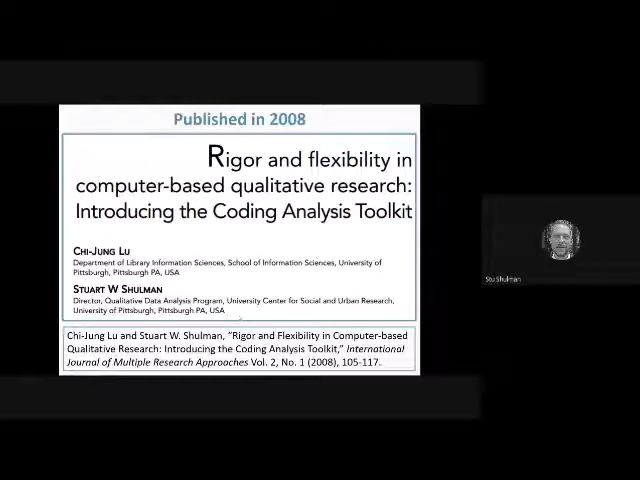 Published in 2008
Rigor and flexibility in
computer-based qualitative research:
Introducing the Coding Analysis Toolkit
CHI-JUNG LU
Department of Library Information Sciences, School of Information Sciences, University of
Pittsburgh, Pittsburgh PA, USA
STUART W SHULMAN
Director, Qualitative Data Analysis Program, University Center for Social and Urban Research,
University of Pittsburgh, Pittsburgh PA, USA
Chi-Jung Lu and Stuart W. Shulman, "Rigor and Flexibility in Computer-based
Qualitative Research: Introducing the Coding Analysis Toolkit," International
Journal of Multiple Research Approaches Vol. 2, No. 1 (2008), 105-117.
Stu Shulman